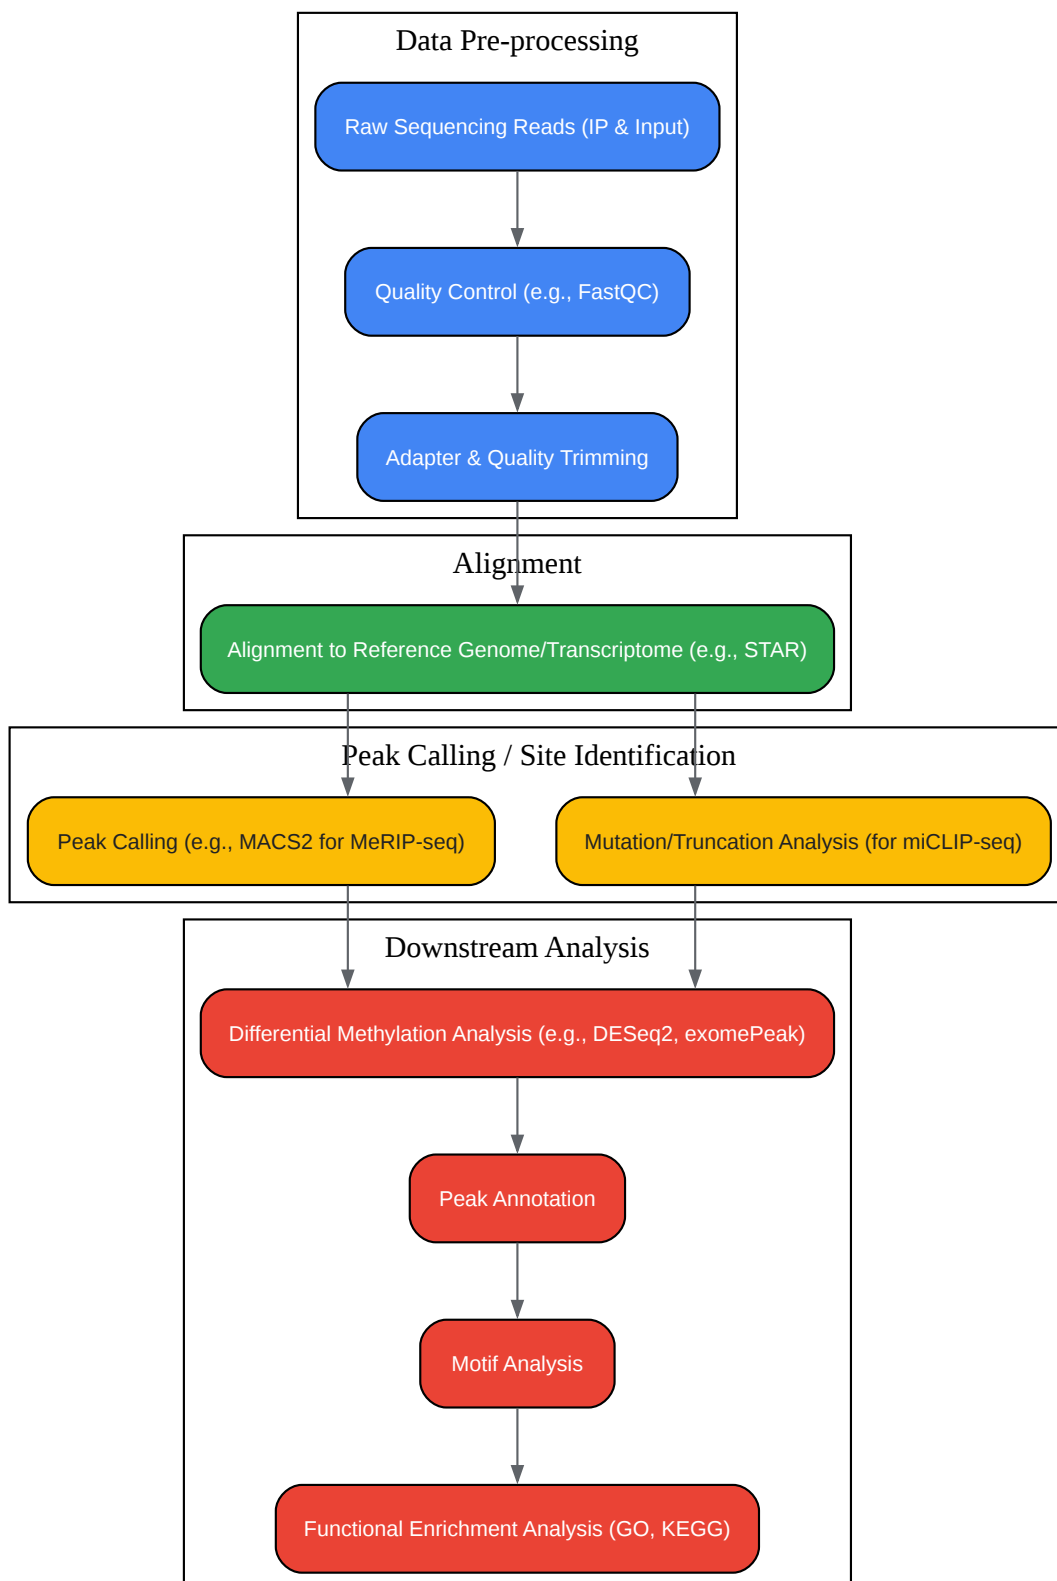 Data Pre-processing
Raw Sequencing Reads (IP & Input)
Quality Control (e.g., FastQC)
Adapter & Quality Trimming
Alignment
Alignment to Reference Genome/Transcriptome (e.g., STAR)
Peak Calling / Site Identification
Peak Calling (e.g., MACS2 for MeRIP-seq)
Mutation/Truncation Analysis (for miCLIP-seq)
Downstream Analysis
Differential Methylation Analysis (e.g., DESeq2, exomePeak)
Peak Annotation
Motif Analysis
Functional Enrichment Analysis (GO, KEGG)